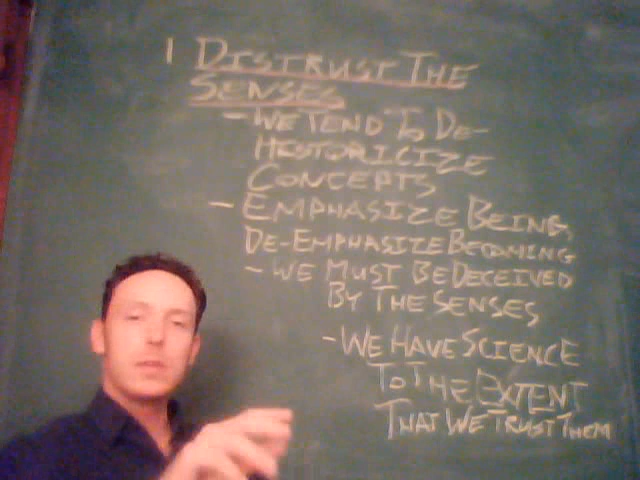 1 DISTRUST THE
SENSES
- WE TEND TO DE-
HISTORICIZE
CONCEPTS
- EMPHASIZE BEING,
DE-EMPHASIZE BECOMING
- WE MUST BE DECEIVED
BY THE SENSES
- WE HAVE SCIENCE
TO THE EXTENT
THAT WE TRUST THEM